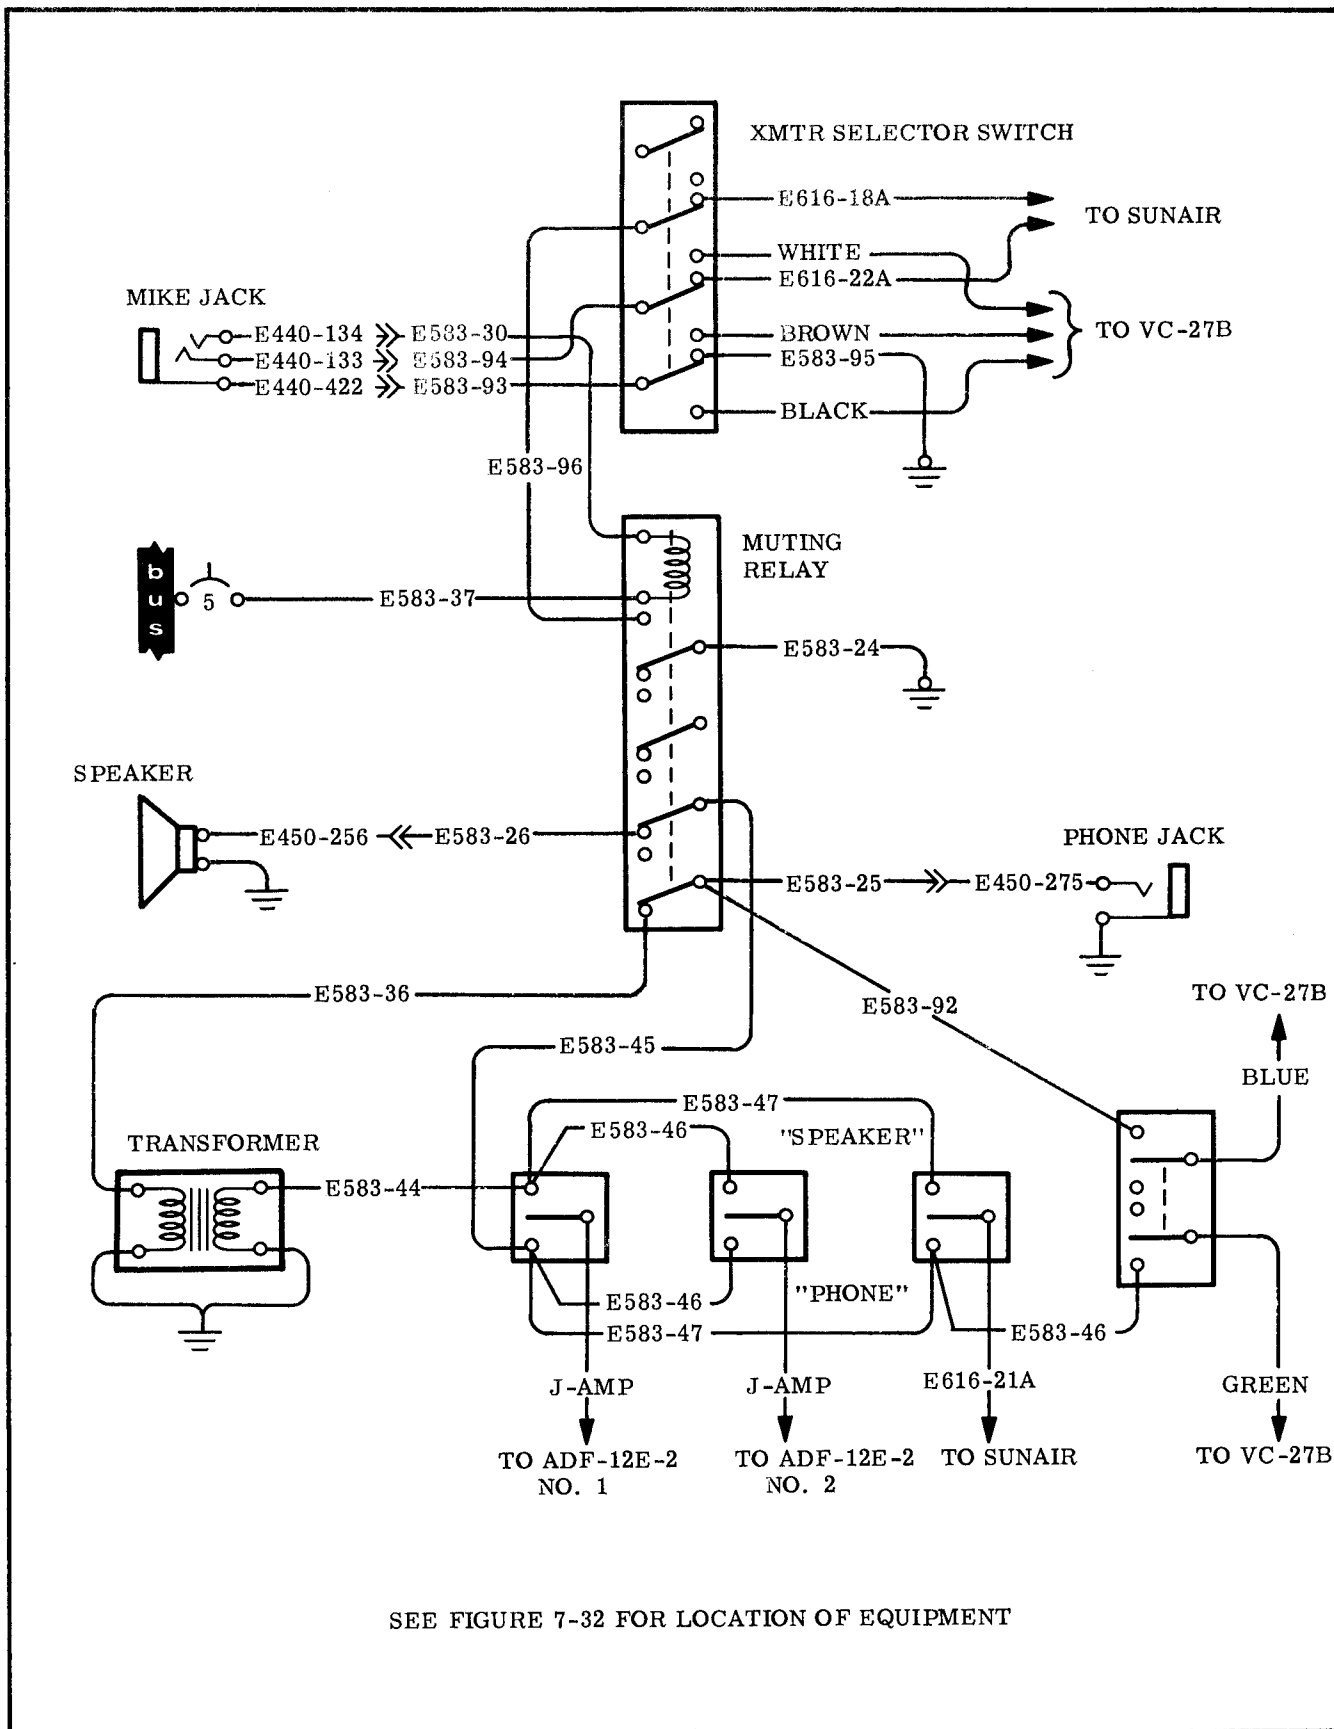 XMTR SELECTOR SWITCH
E616-18A
TO SUNAIR
WHITE
E616-22A
MIKE JACK
E440-134 E583-30
BROWN
TO VC-27B
E440-133 E583-94
E583-95
E440-422 E583-93
BLACK
E583-96
MUTING
RELAY
bus
5
E583-37
E583-24
SPEAKER
E450-256 E583-26
PHONE JACK
E583-25 E450-275
E583-36
E583-92
TO VC-27B
E583-45
BLUE
E583-47
E583-46
"SPEAKER"
TRANSFORMER
E583-44
"PHONE"
E583-46
E583-47
E583-46
J-AMP
J-AMP
E616-21A
GREEN
TO ADF-12E-2
NO. 1
TO ADF-12E-2
NO. 2
TO SUNAIR
TO VC-27B
SEE FIGURE 7-32 FOR LOCATION OF EQUIPMENT